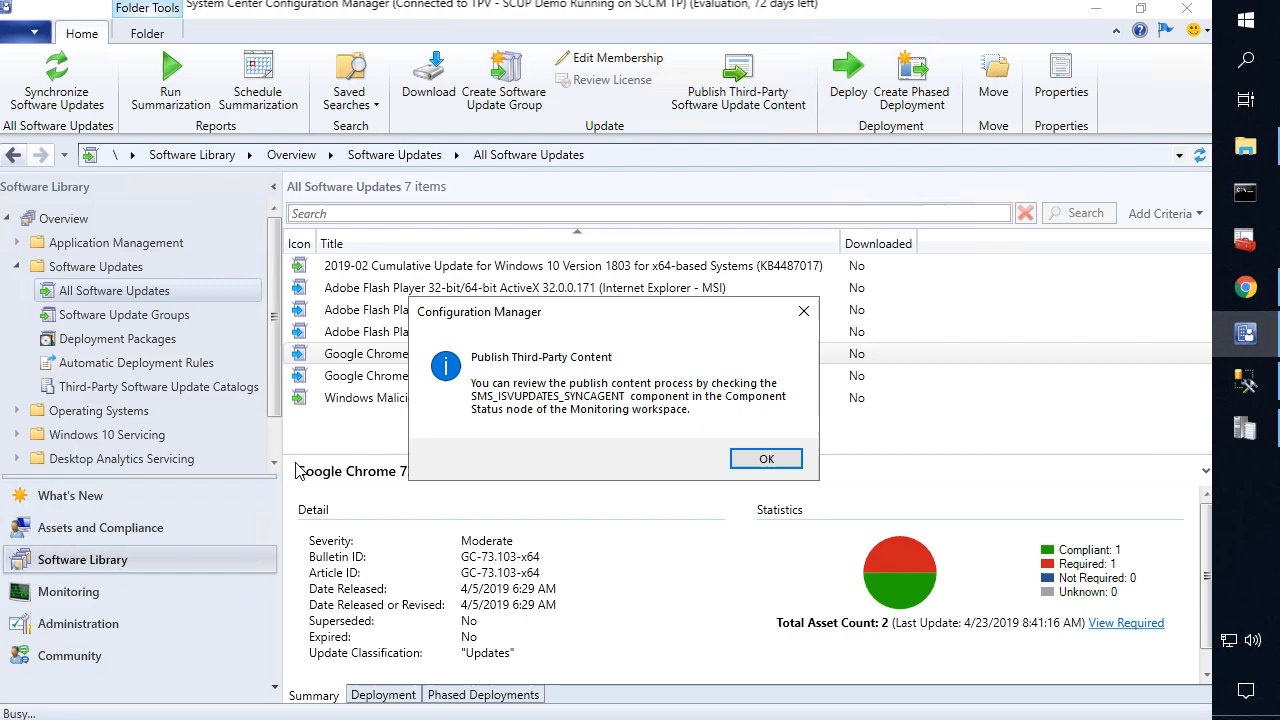 Folder Tools
System Center Configuration Manager (Connected to TPV - SCUP Demo Running on SCCM TP) (Evaluation, 72 days left)
Home
Folder
Synchronize
Software Updates
All Software Updates
Run
Summarization
Schedule
Summarization
Reports
Saved
Searches
Search
Download
Create Software
Update Group
Edit Membership
Review License
Publish Third-Party
Software Update Content
Update
Deploy
Create Phased
Deployment
Deployment
Move
Move
Properties
Properties
\ Software Library Overview Software Updates All Software Updates
Software Library
Overview
Application Management
Software Updates
All Software Updates
Software Update Groups
Deployment Packages
Automatic Deployment Rules
Third-Party Software Update Catalogs
Operating Systems
Windows 10 Servicing
Desktop Analytics Servicing
What's New
Assets and Compliance
Software Library
Monitoring
Administration
Community
All Software Updates 7 items
Search
Search
Add Criteria
Icon Title Downloaded
2019-02 Cumulative Update for Windows 10 Version 1803 for x64-based Systems (KB4487017) No
Adobe Flash Player 32-bit/64-bit ActiveX 32.0.0.171 (Internet Explorer - MSI) No
Adobe Flash Pla No
Adobe Flash Pla No
Google Chrome No
Google Chrome No
Windows Malici No
Configuration Manager
Publish Third-Party Content
You can review the publish content process by checking the
SMS_ISVUPDATES_SYNCAGENT component in the Component
Status node of the Monitoring workspace.
OK
Google Chrome 7
Detail
Severity: Moderate
Bulletin ID: GC-73.103-x64
Article ID: GC-73.103-x64
Date Released: 4/5/2019 6:29 AM
Date Released or Revised: 4/5/2019 6:29 AM
Superseded: No
Expired: No
Update Classification: "Updates"
Statistics
Compliant: 1
Required: 1
Not Required: 0
Unknown: 0
Total Asset Count: 2 (Last Update: 4/23/2019 8:41:16 AM) View Required
Summary Deployment Phased Deployments
Busy...